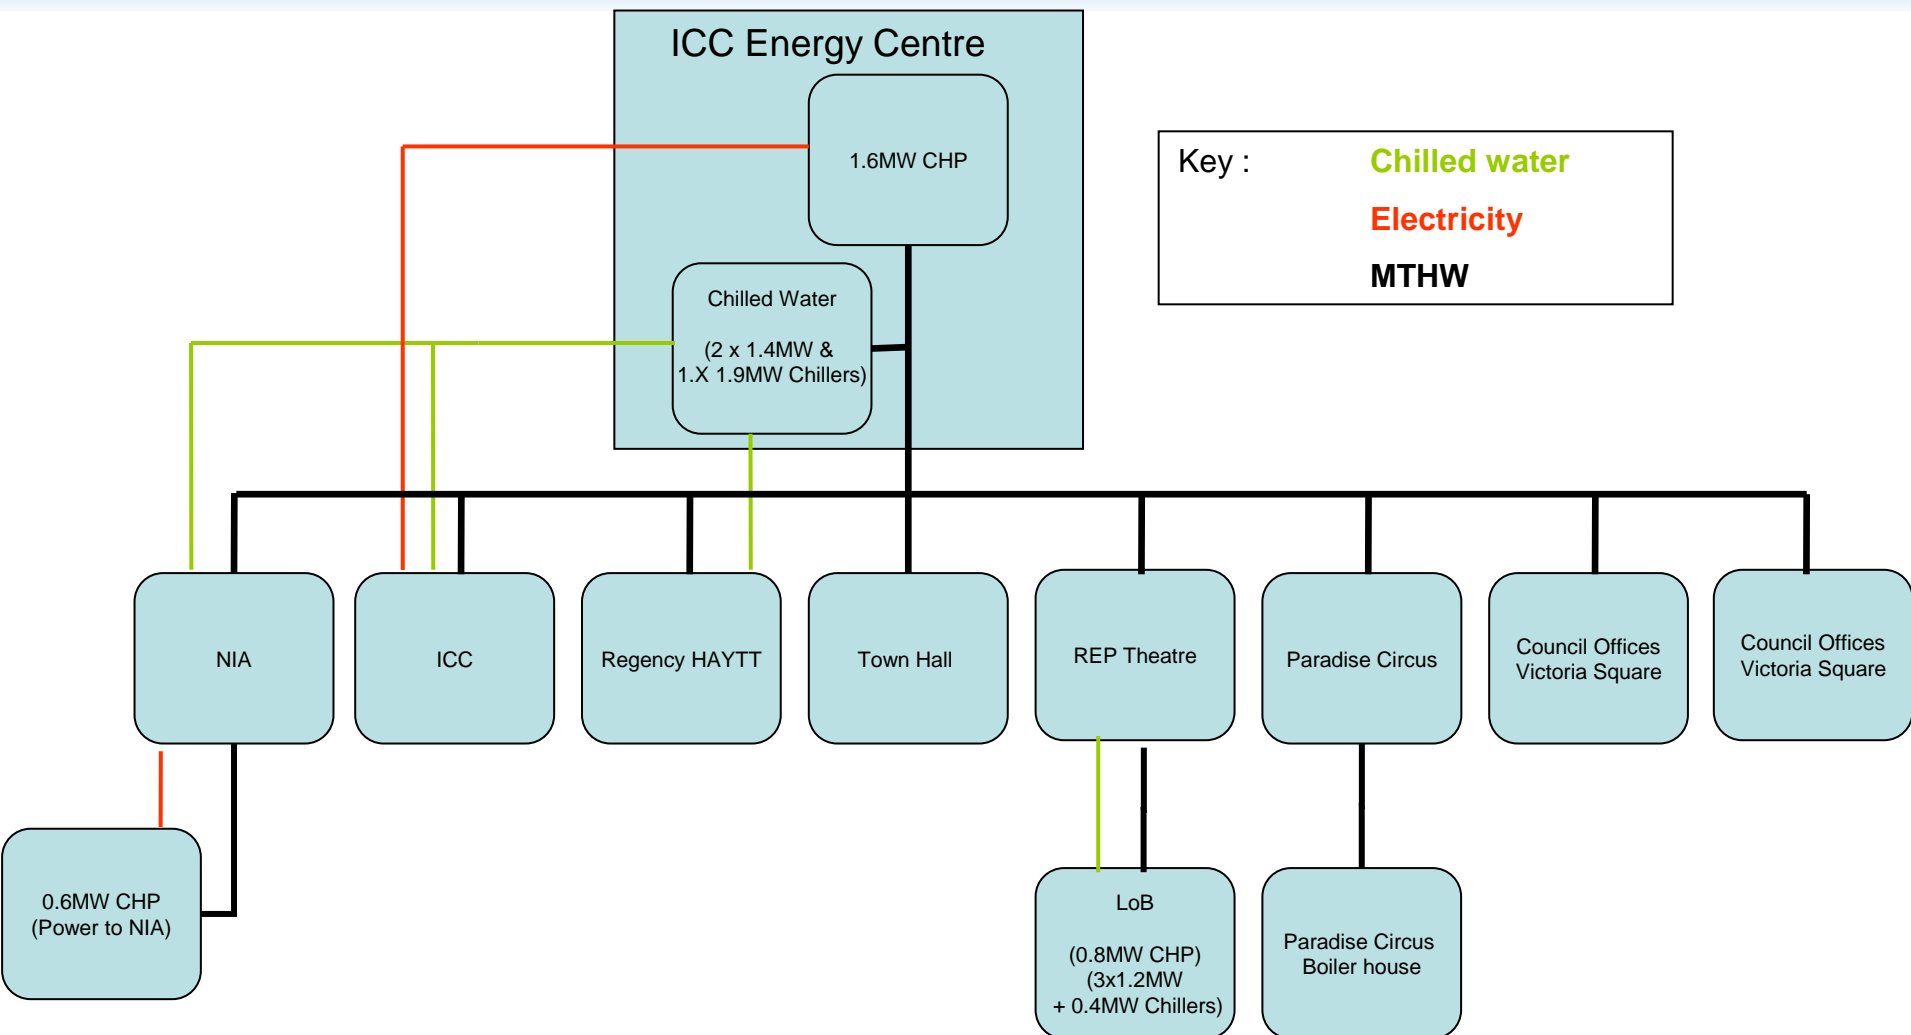 ICC Energy Centre
1.6MW CHP
Key :
Chilled water
Electricity
MTHW
Chilled Water
(2 x 1.4MW &
1.X 1.9MW Chillers)
NIA
ICC
Regency HAYTT
Town Hall
REP Theatre
Paradise Circus
Council Offices
Victoria Square
Council Offices
Victoria Square
0.6MW CHP
(Power to NIA)
LoB
(0.8MW CHP)
(3x1.2MW
+ 0.4MW Chillers)
Paradise Circus
Boiler house